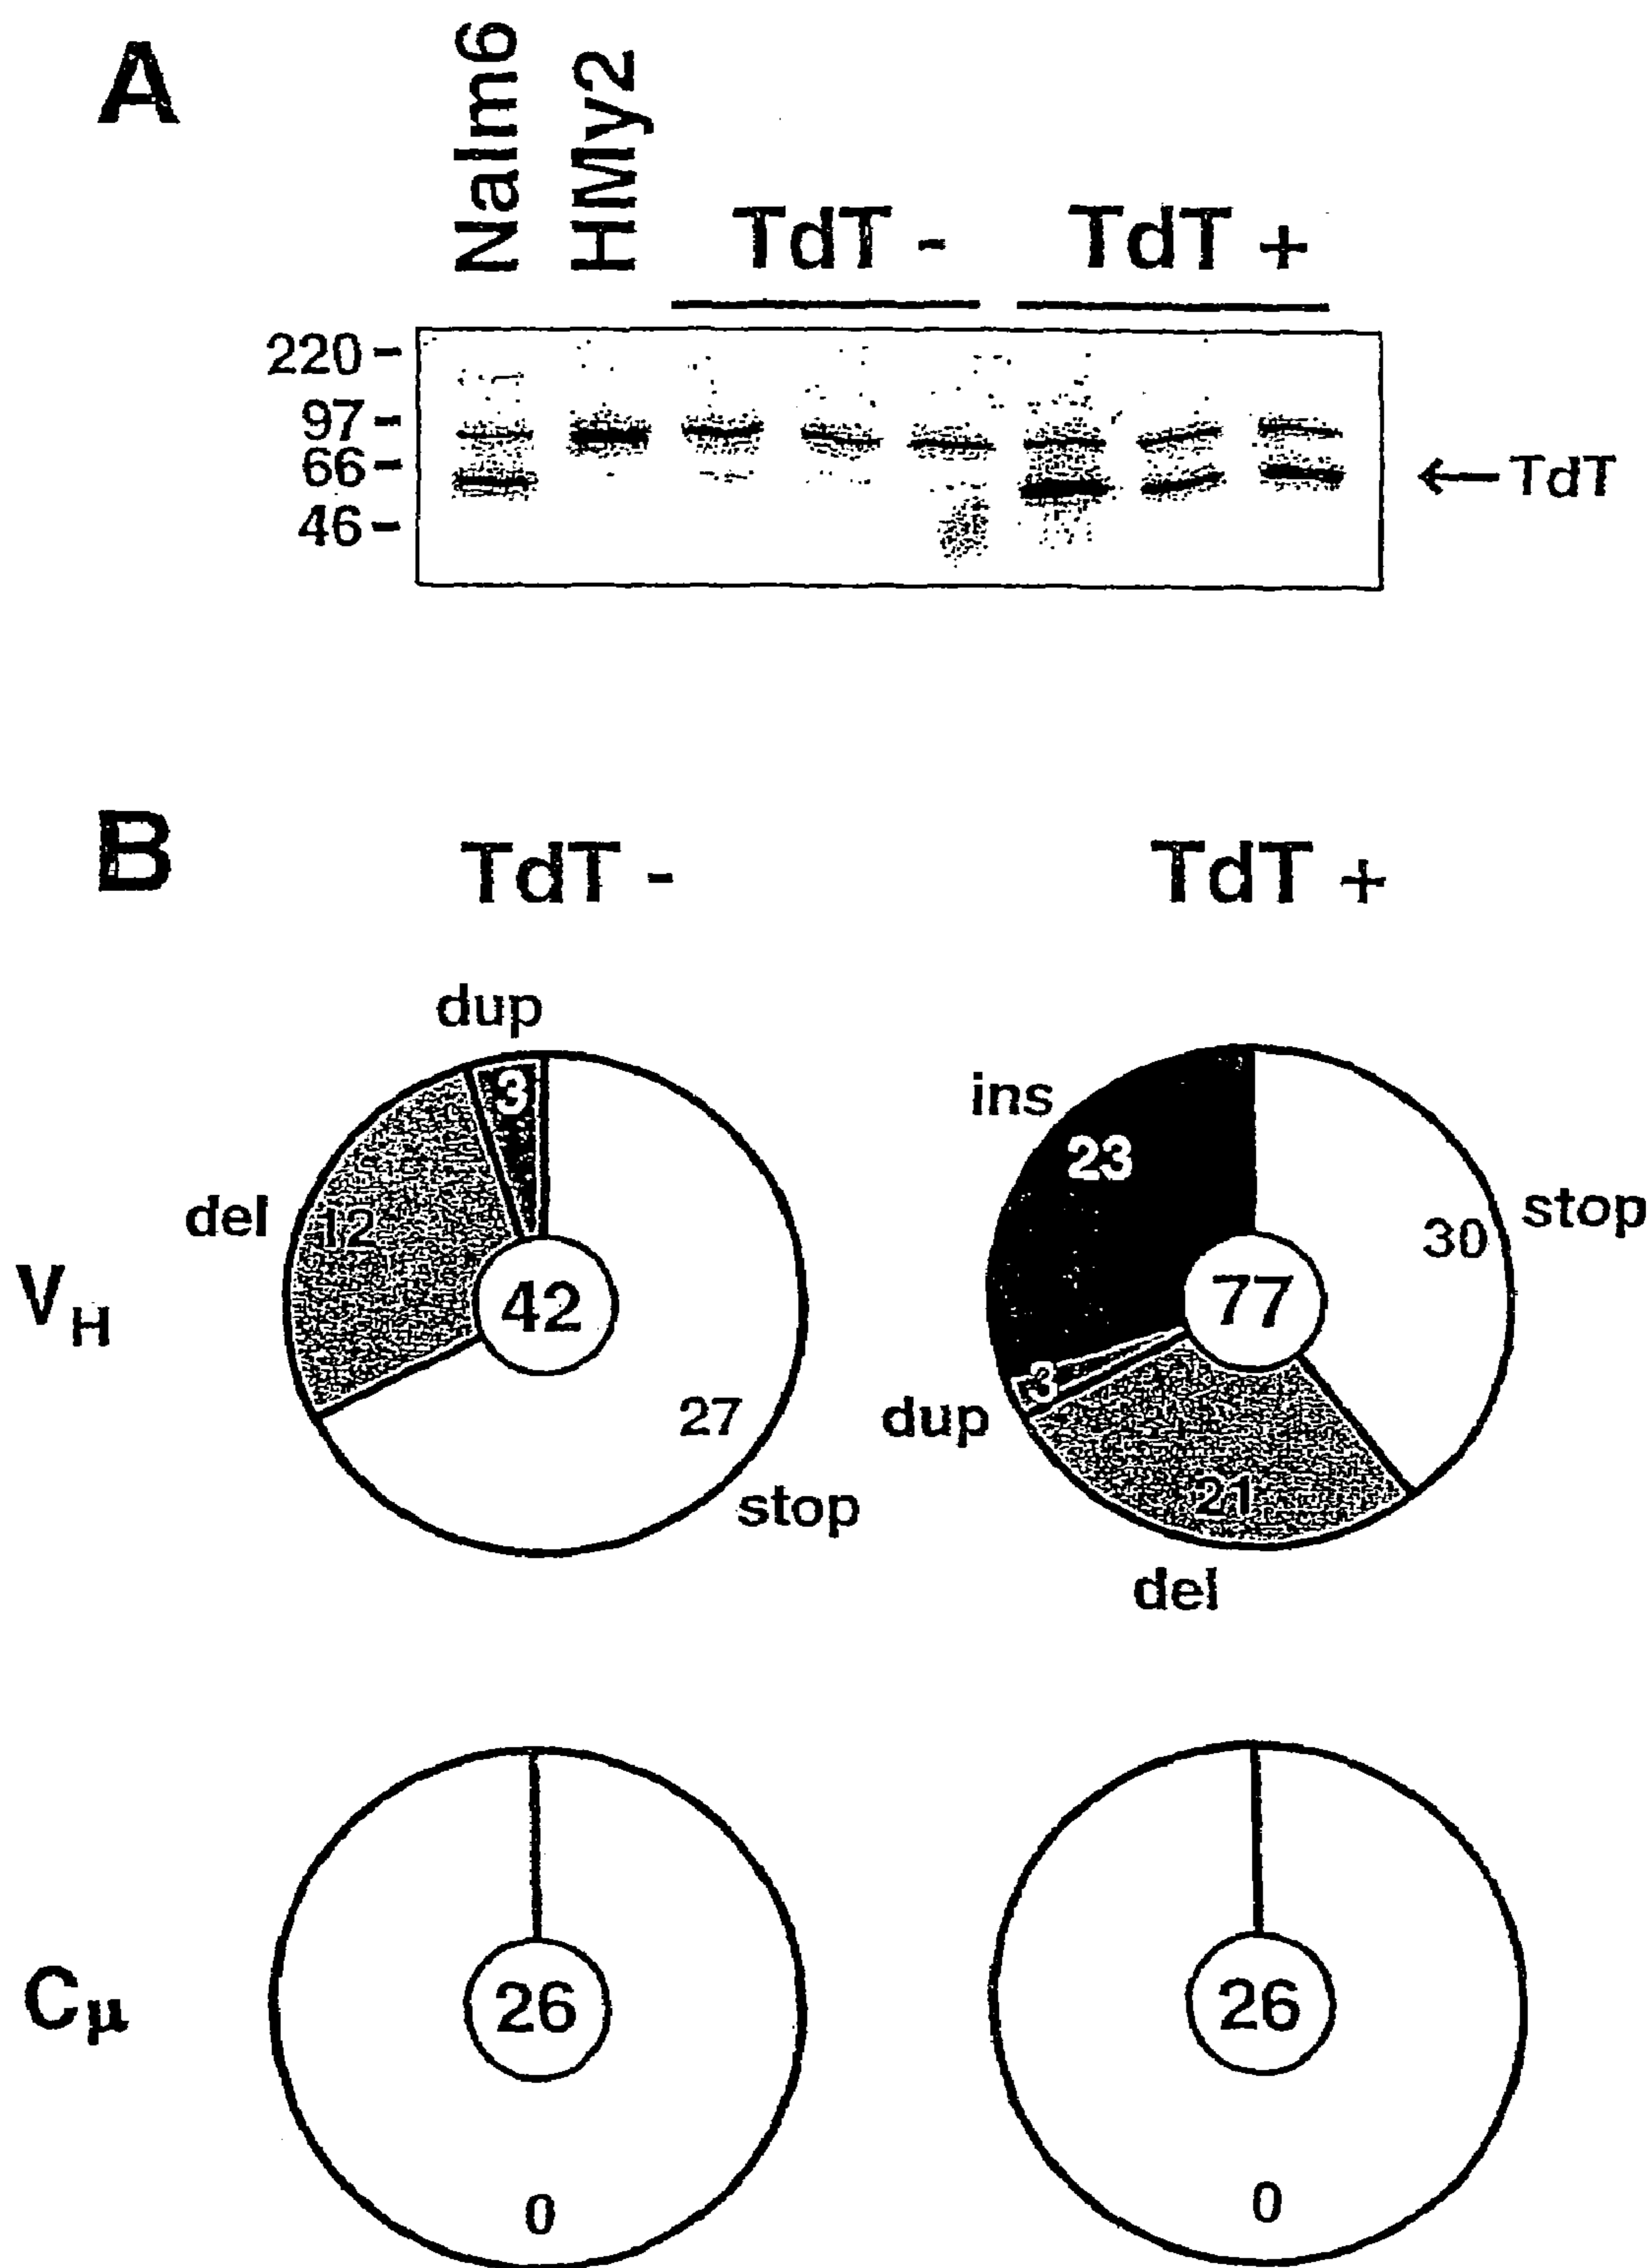 A
Nalm6
HMy2
TdT -
TdT +
220
97
66
46
←TdT
B
TdT -
TdT +
dup
3
del
12
42
27
stop
ins
23
30
stop
77
3
dup
21
del
VH
Cμ
26
0
26
0